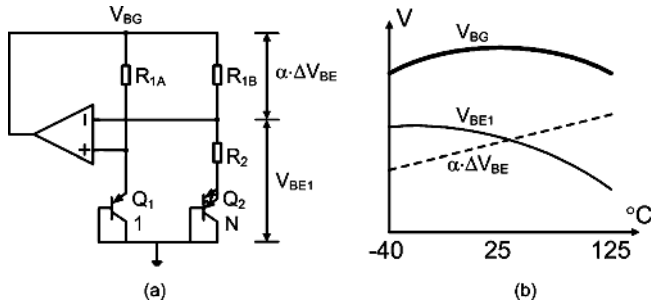 V_BG
R_1A
R_1B
α·ΔV_BE
I
+
R_2
V_BE1
Q_1
1
Q_2
N
(a)
V
V_BG
V_BE1
α·ΔV_BE
°C
-40
25
125
(b)